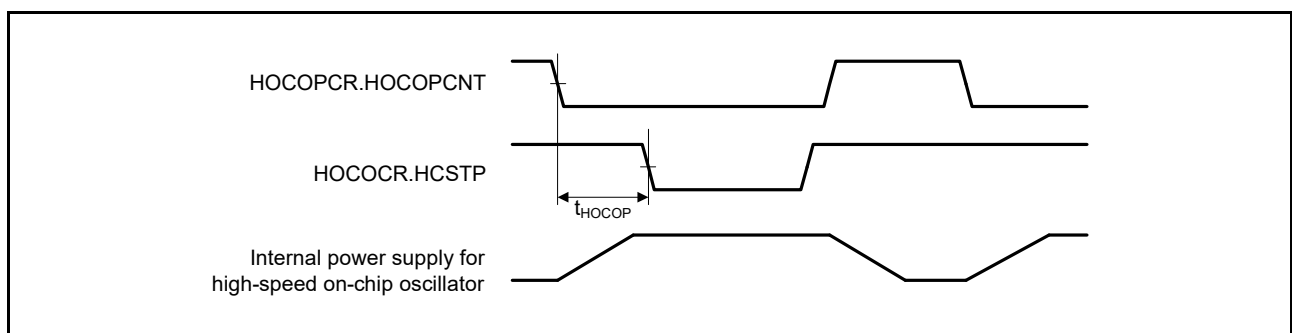 HOCOPCR.HOCOPCNT
HOCOCR.HCSTP
tHOCOP
Internal power supply for
high-speed on-chip oscillator